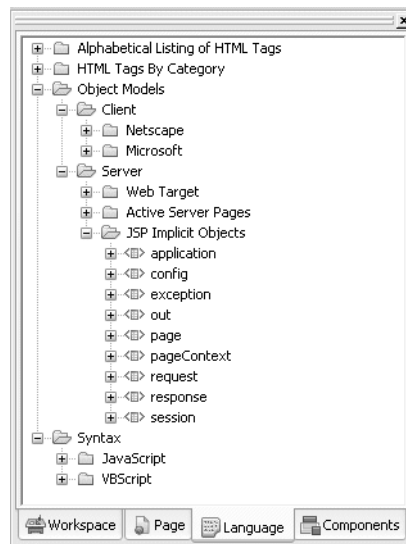 Alphabetical Listing of HTML Tags
HTML Tags By Category
Object Models
Client
Netscape
Microsoft
Server
Web Target
Active Server Pages
JSP Implicit Objects
application
config
exception
out
page
pageContext
request
response
session
Syntax
JavaScript
VBScript
Workspace Page Language Components